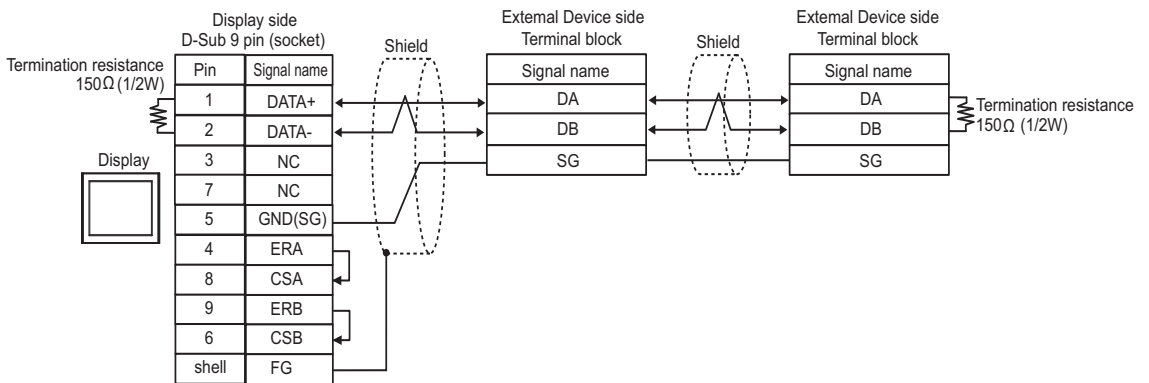 Display side
D-Sub 9 pin (socket)
Shield
External Device side
Terminal block
Shield
External Device side
Terminal block
Termination resistance
150Ω (1/2W)
Pin Signal name
1 DATA+
2 DATA-
3 NC
7 NC
5 GND(SG)
4 ERA
8 CSA
9 ERB
6 CSB
shell FG
Display
Signal name
DA
DB
SG
Signal name
DA
DB
SG
Termination resistance
150Ω (1/2W)